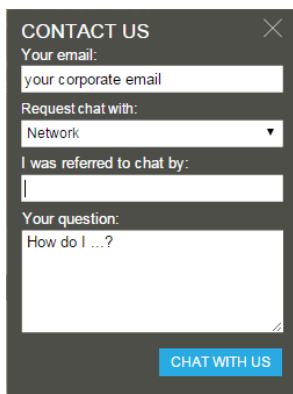 CONTACT US
Your email:
your corporate email
Request chat with:
Network
I was referred to chat by:
Your question:
How do I ...?
CHAT WITH US